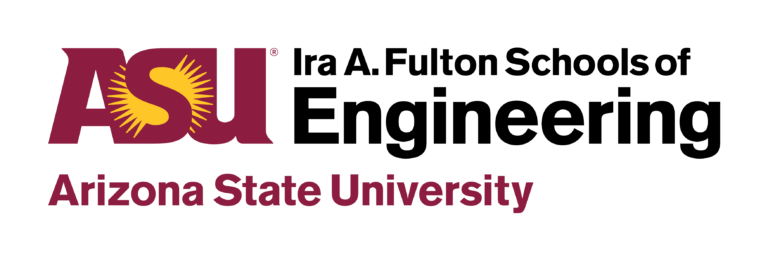 ASU®
Ira A. Fulton Schools of
Engineering
Arizona State University